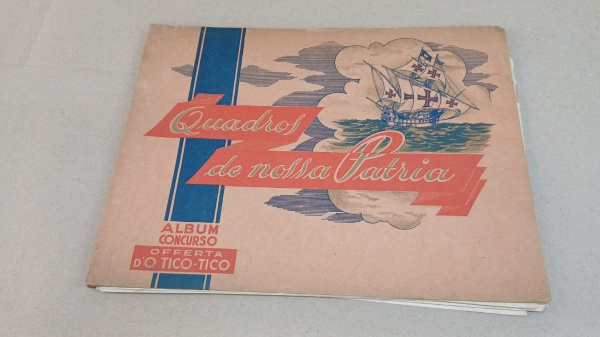 Quadros
de nossa Patria
ALBUM
CONCURSO
OFFERTA
D'O TICO-TICO